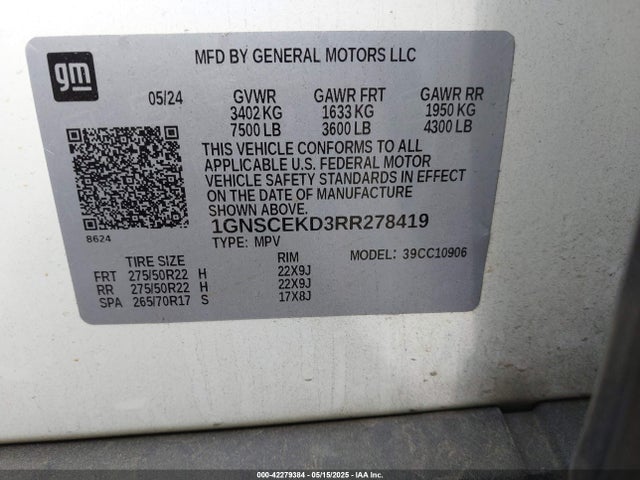 gm
MFD BY GENERAL MOTORS LLC
05/24 GVWR GAWR FRT GAWR RR
3402 KG 1633 KG 1950 KG
7500 LB 3600 LB 4300 LB
THIS VEHICLE CONFORMS TO ALL
APPLICABLE U.S. FEDERAL MOTOR
VEHICLE SAFETY STANDARDS IN EFFECT
ON THE DATE OF MANUFACTURE
SHOWN ABOVE.
8624
1GNSCEKD3RR278419
TYPE: MPV MODEL: 39CC10906
TIRE SIZE RIM
FRT 275/50R22 H 22X9J
RR 275/50R22 H 22X9J
SPA 265/70R17 S 17X8J
000-42279384 - 05/15/2025 - IAA Inc.